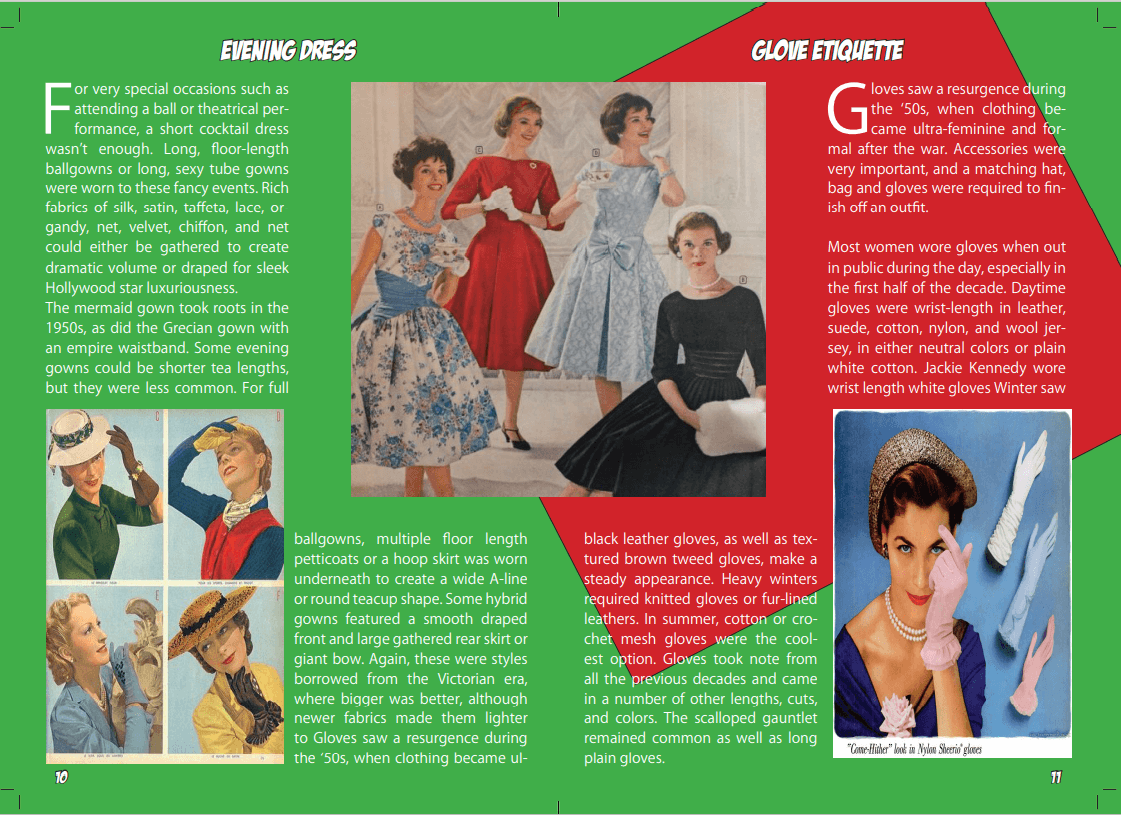 EVENING DRESS
For very special occasions such as
attending a ball or theatrical per-
formance, a short cocktail dress
wasn't enough. Long, floor-length
ballgowns or long, sexy tube gowns
were worn to these fancy events. Rich
fabrics of silk, satin, taffeta, lace, or
gandy, net, velvet, chiffon, and net
could either be gathered to create
dramatic volume or draped for sleek
Hollywood star luxuriousness.
The mermaid gown took roots in the
1950s, as did the Grecian gown with
an empire waistband. Some evening
gowns could be shorter tea lengths,
but they were less common. For full
ballgowns, multiple floor length
petticoats or a hoop skirt was worn
underneath to create a wide A-line
or round teacup shape. Some hybrid
gowns featured a smooth draped
front and large gathered rear skirt or
giant bow. Again, these were styles
borrowed from the Victorian era,
where bigger was better, although
newer fabrics made them lighter
to Gloves saw a resurgence during
the '50s, when clothing became ul-
10
GLOVE ETIQUETTE
Gloves saw a resurgence during
the '50s, when clothing be-
came ultra-feminine and for-
mal after the war. Accessories were
very important, and a matching hat,
bag and gloves were required to fin-
ish off an outfit.
Most women wore gloves when out
in public during the day, especially in
the first half of the decade. Daytime
gloves were wrist-length in leather,
suede, cotton, nylon, and wool jer-
sey, in either neutral colors or plain
white cotton. Jackie Kennedy wore
wrist length white gloves Winter saw
black leather gloves, as well as tex-
tured brown tweed gloves, make a
steady appearance. Heavy winters
required knitted gloves or fur-lined
leathers. In summer, cotton or cro-
chet mesh gloves were the cool-
est option. Gloves took note from
all the previous decades and came
in a number of other lengths, cuts,
and colors. The scalloped gauntlet
remained common as well as long
plain gloves.
"Come-Hither" look in Nylon Sheerio® gloves
11